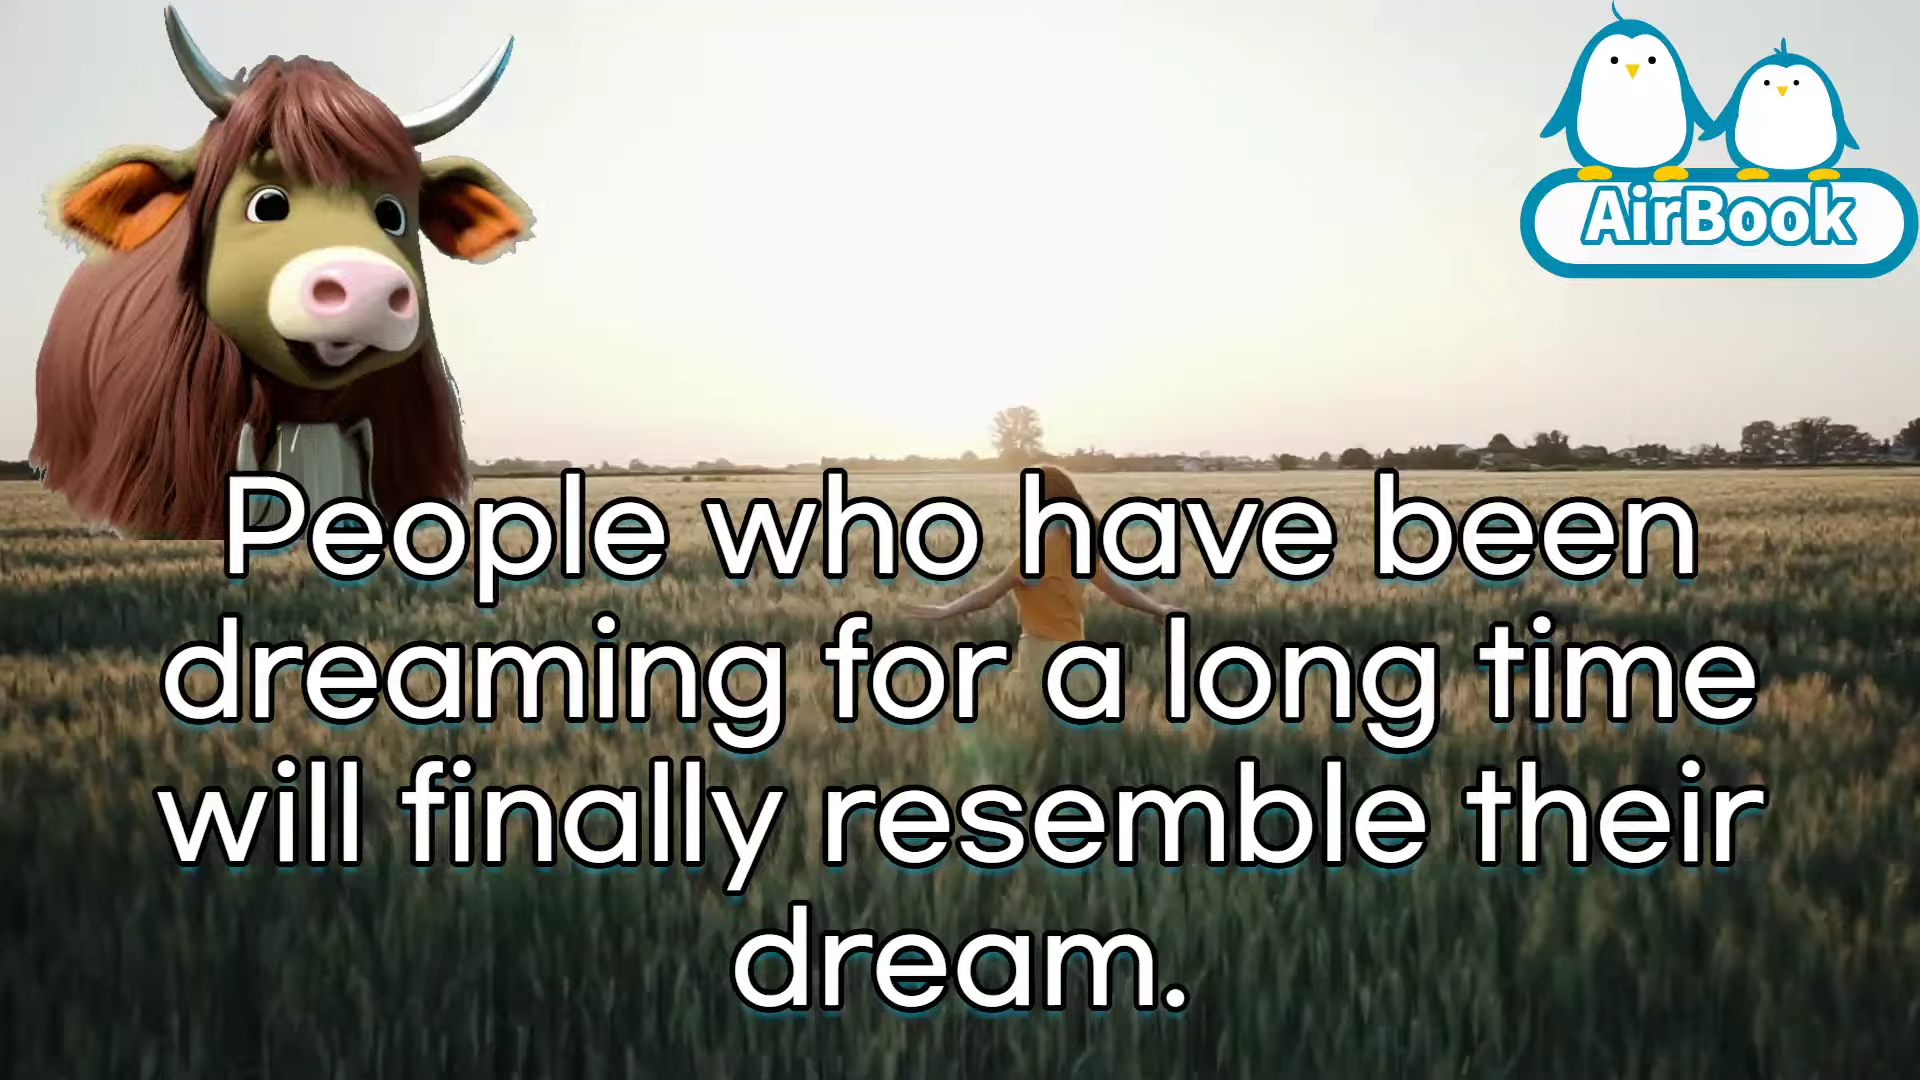 AirBook
People who have been
dreaming for a long time
will finally resemble their
dream.